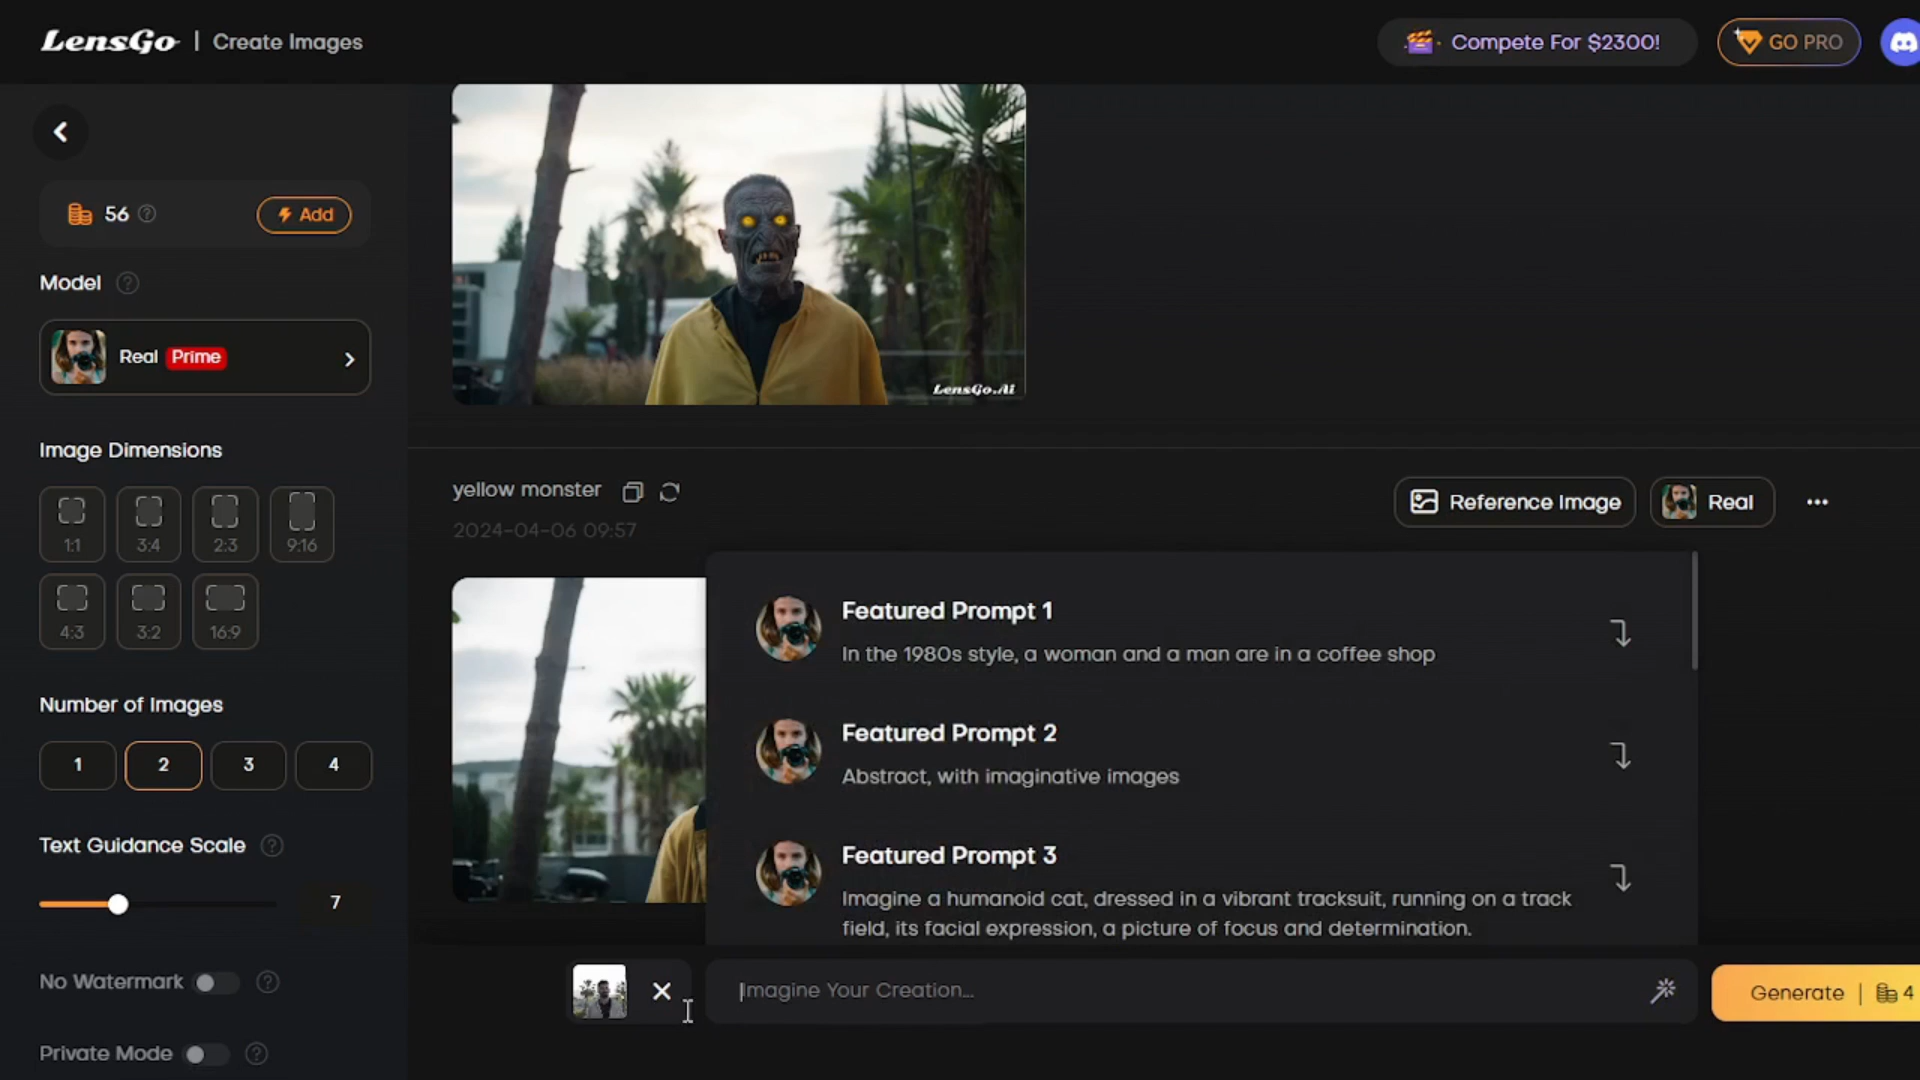 LensGo | Create Images
Compete For $2300!
GO PRO
56
Add
Model
Real Prime
Image Dimensions
1:1 3:4 2:3 9:16
4:3 3:2 16:9
Number of Images
1 2 3 4
Text Guidance Scale
7
No Watermark
Private Mode
LensGo.Ai
yellow monster
2024-04-06 09:57
Reference Image
Real
Featured Prompt 1
In the 1980s style, a woman and a man are in a coffee shop
Featured Prompt 2
Abstract, with imaginative images
Featured Prompt 3
Imagine a humanoid cat, dressed in a vibrant tracksuit, running on a track
field, its facial expression, a picture of focus and determination.
Imagine Your Creation...
Generate | 4